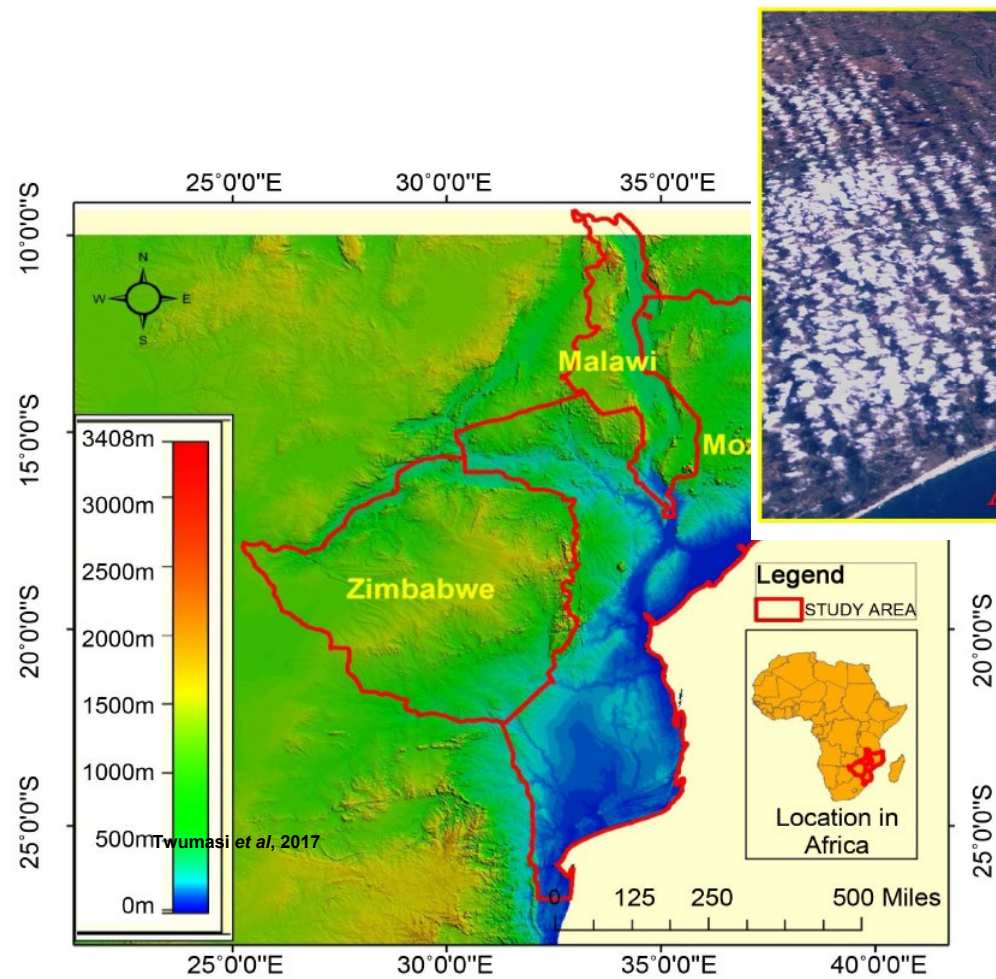 25°0'0"E 30°0'0"E 35°0'0"E
10°0'0"S
15°0'0"S
20°0'0"S
25°0'0"S
N
W E
S
Malawi
Moz
Zimbabwe
3408m
3000m
2500m
2000m
1500m
1000m
500m
0m
Twumasi et al, 2017
Legend
STUDY AREA
Location in
Africa
0 125 250 500 Miles
20°0'0"S
25°0'0"S
25°0'0"E 30°0'0"E 35°0'0"E 40°0'0"E